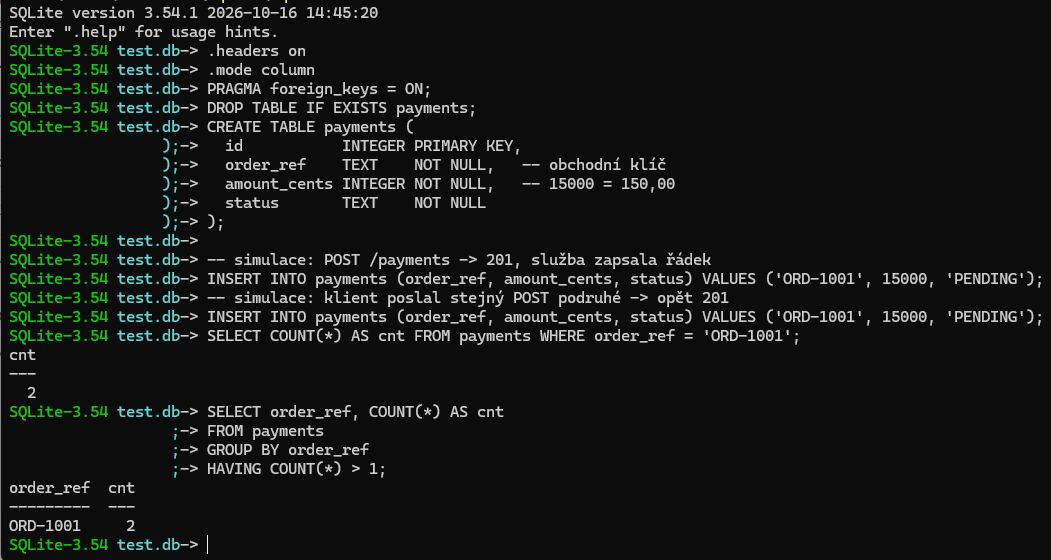 SQLite version 3.54.1 2026-10-16 14:45:20
Enter ".help" for usage hints.
SQLite-3.54 test.db-> .headers on
SQLite-3.54 test.db-> .mode column
SQLite-3.54 test.db-> PRAGMA foreign_keys = ON;
SQLite-3.54 test.db-> DROP TABLE IF EXISTS payments;
SQLite-3.54 test.db-> CREATE TABLE payments (
                 );->   id           INTEGER PRIMARY KEY,
                 );->   order_ref    TEXT    NOT NULL,   -- obchodní klíč
                 );->   amount_cents INTEGER NOT NULL,   -- 15000 = 150,00
                 );->   status       TEXT    NOT NULL
                 );-> );
SQLite-3.54 test.db->
SQLite-3.54 test.db-> -- simulace: POST /payments -> 201, služba zapsala řádek
SQLite-3.54 test.db-> INSERT INTO payments (order_ref, amount_cents, status) VALUES ('ORD-1001', 15000, 'PENDING');
SQLite-3.54 test.db-> -- simulace: klient poslal stejný POST podruhé -> opět 201
SQLite-3.54 test.db-> INSERT INTO payments (order_ref, amount_cents, status) VALUES ('ORD-1001', 15000, 'PENDING');
SQLite-3.54 test.db-> SELECT COUNT(*) AS cnt FROM payments WHERE order_ref = 'ORD-1001';
cnt
---
  2
SQLite-3.54 test.db-> SELECT order_ref, COUNT(*) AS cnt
                  ;-> FROM payments
                  ;-> GROUP BY order_ref
                  ;-> HAVING COUNT(*) > 1;
order_ref  cnt
---------  ---
ORD-1001     2
SQLite-3.54 test.db->